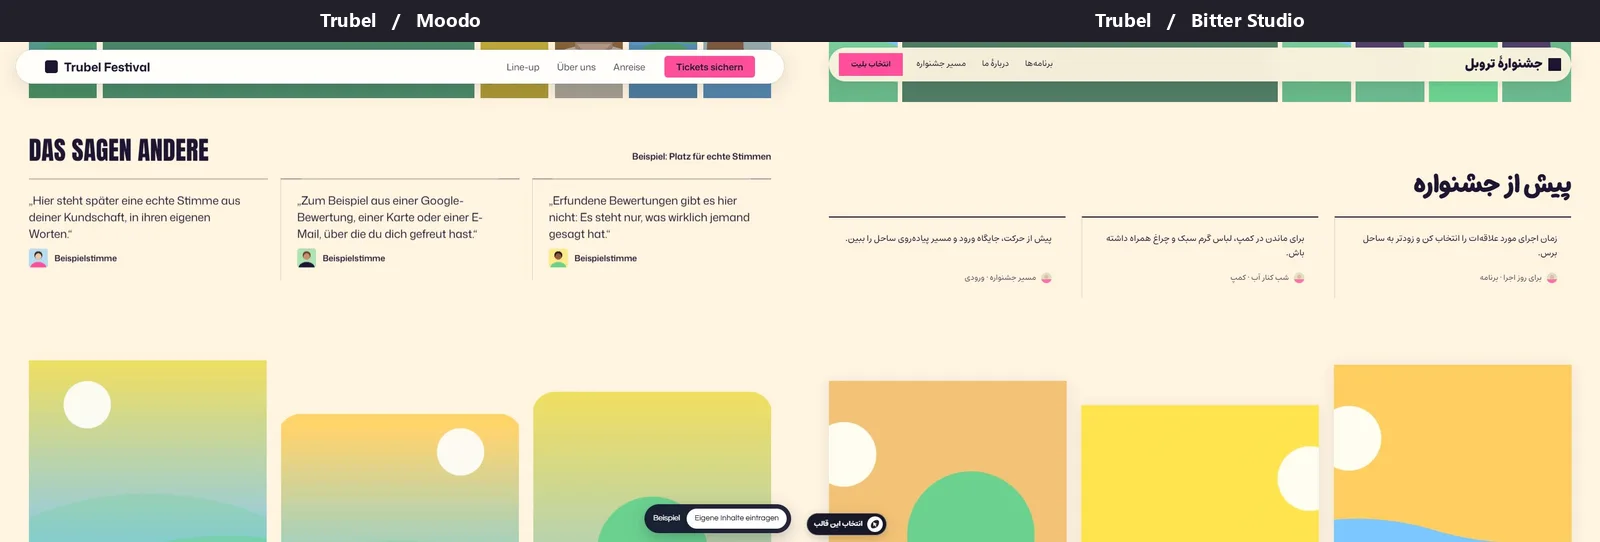 Trubel / Moodo
Trubel / Bitter Studio
Trubel Festival
Line-up
Über uns
Anreise
Tickets sichern
DAS SAGEN ANDERE
Beispiel: Platz für echte Stimmen
„Hier steht später eine echte Stimme aus
deiner Kundschaft, in ihren eigenen
Worten.“
Beispielstimme
„Zum Beispiel aus einer Google-
Bewertung, einer Karte oder einer E-
Mail, über die du dich gefreut hast.“
Beispielstimme
„Erfundene Bewertungen gibt es hier
nicht: Es steht nur, was wirklich jemand
gesagt hat.“
Beispielstimme
Beispiel
Eigene Inhalte eintragen
جشنوارهٔ تروبل
برنامه‌ها
دربارهٔ ما
مسیر جشنواره
انتخاب بلیت
پیش از جشنواره
زمان اجرای مورد علاقه‌ات را انتخاب کن و زودتر به ساحل
برس.
برای روز اجرا · برنامه
برای ماندن در کمپ، لباس گرم سبک و چراغ همراه داشته
باش.
شب کنار آب · کمپ
پیش از حرکت، جایگاه ورود و مسیر پیاده‌روی ساحل را ببین.
مسیر جشنواره · ورودی
انتخاب این قالب